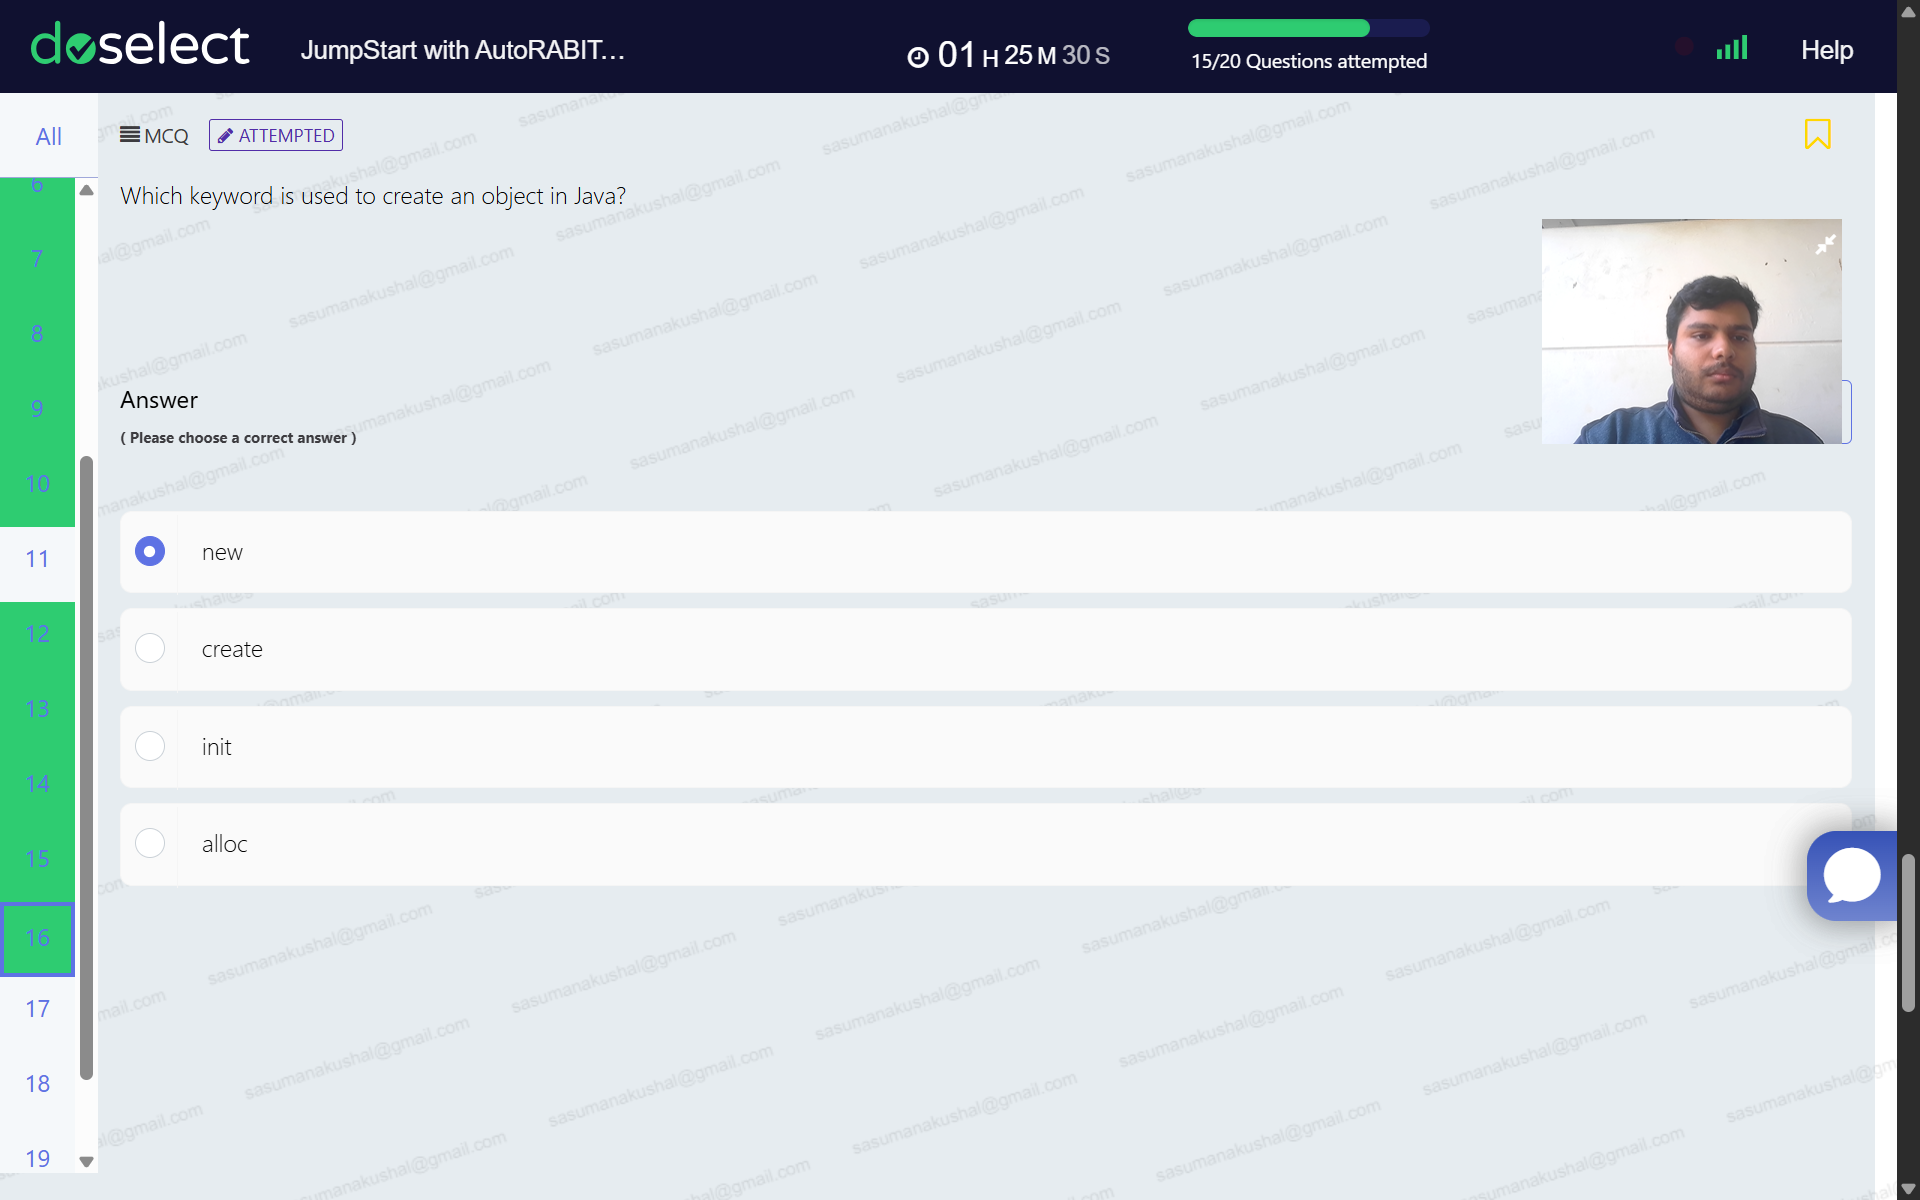 doselect
JumpStart with AutoRABIT...
01 H 25 M 30 S
15/20 Questions attempted
Help
All
MCQ
ATTEMPTED
Which keyword is used to create an object in Java?
6
7
8
9
10
11
12
13
14
15
16
17
18
19
Answer
( Please choose a correct answer )
new
create
init
alloc
sasumanakushal@gmail.com